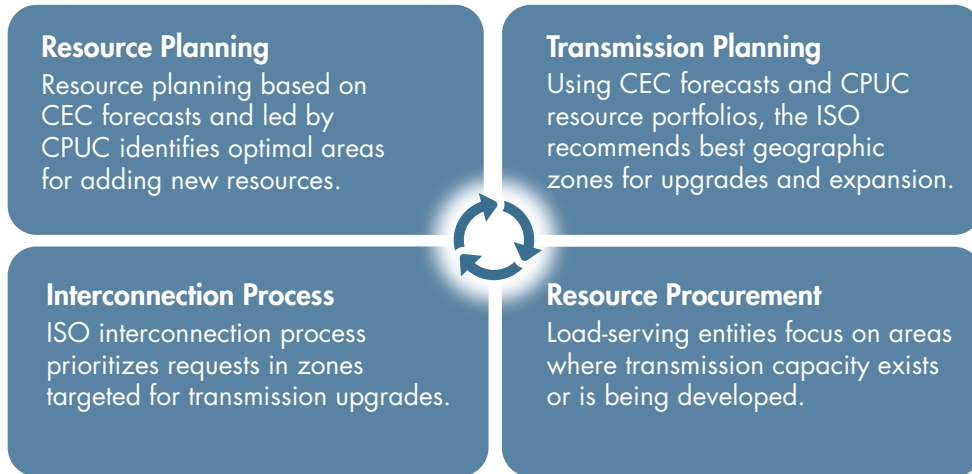 Resource Planning
Resource planning based on
CEC forecasts and led by
CPUC identifies optimal areas
for adding new resources.
Transmission Planning
Using CEC forecasts and CPUC
resource portfolios, the ISO
recommends best geographic
zones for upgrades and expansion.
Interconnection Process
ISO interconnection process
prioritizes requests in zones
targeted for transmission upgrades.
Resource Procurement
Load-serving entities focus on areas
where transmission capacity exists
or is being developed.